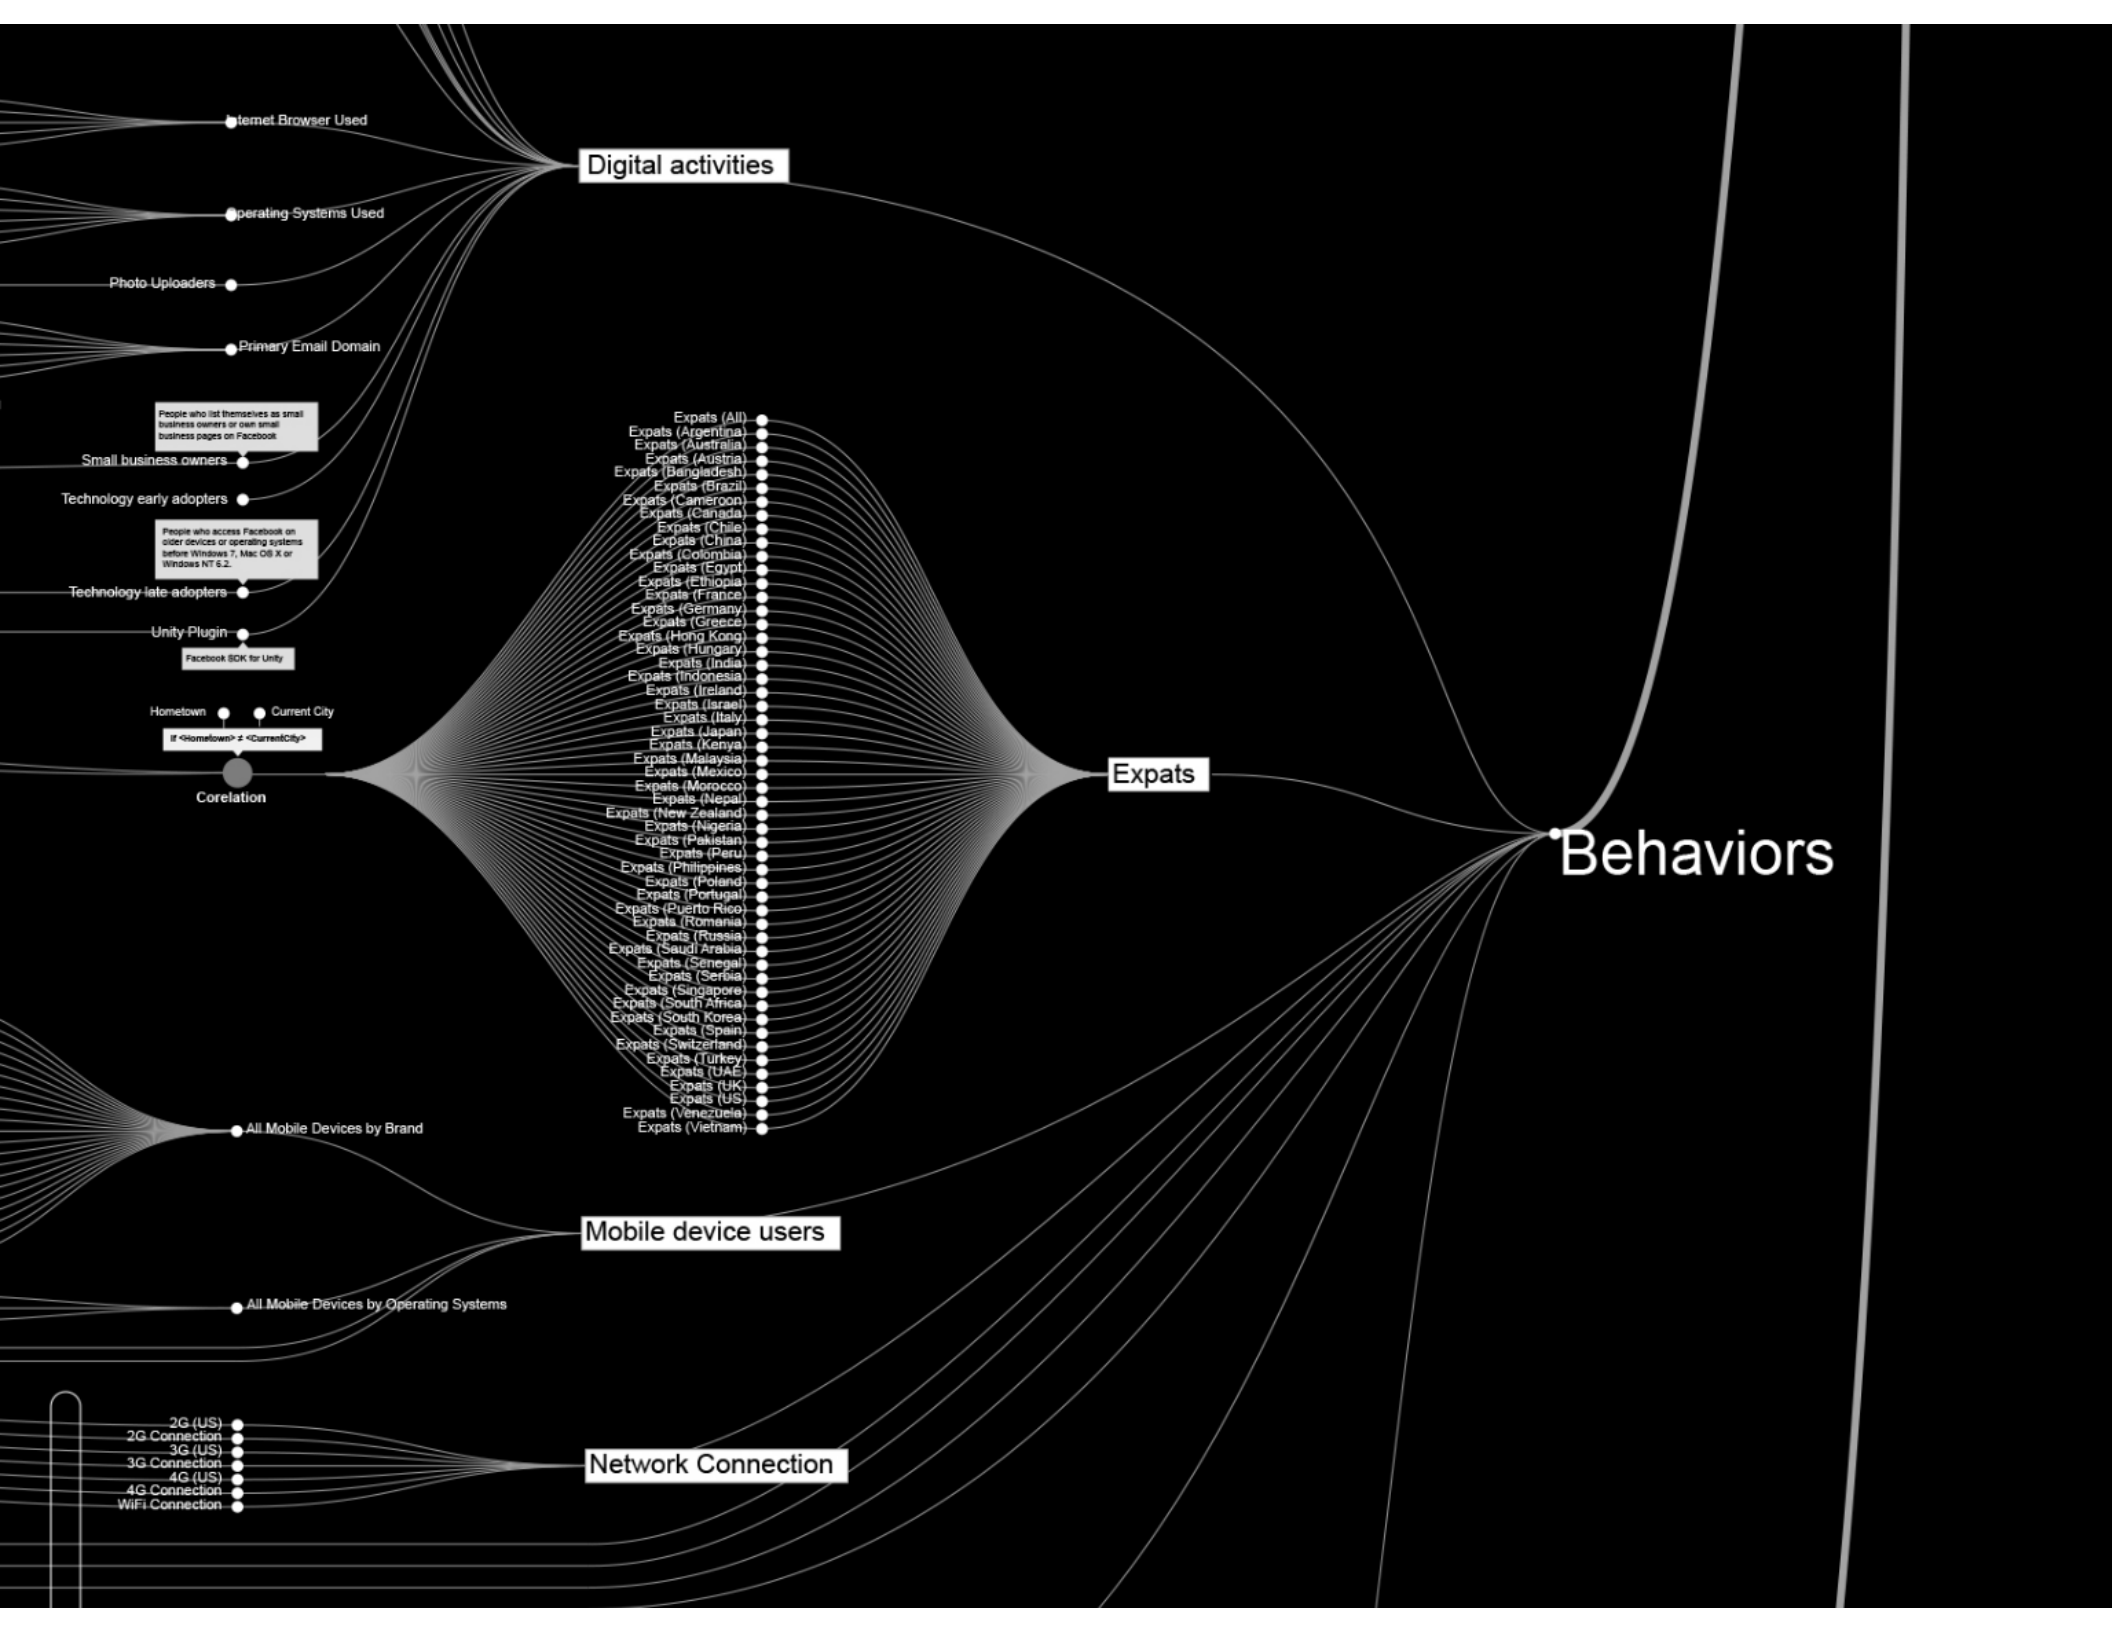 Internet Browser Used
Digital activities
Operating Systems Used
Photo Uploaders
Primary Email Domain
People who list themselves as small
business owners or own small
business pages on Facebook
Small business owners
Technology early adopters
People who access Facebook on
older devices or operating systems
before Windows 7, Mac OS X or
Windows NT 6.2.
Technology late adopters
Unity Plugin
Facebook SDK for Unity
Hometown
Current City
If <Hometown> ≠ <CurrentCity>
Corelation
Expats (All)
Expats (Argentina)
Expats (Australia)
Expats (Austria)
Expats (Bangladesh)
Expats (Brazil)
Expats (Cameroon)
Expats (Canada)
Expats (Chile)
Expats (China)
Expats (Colombia)
Expats (Egypt)
Expats (Ethiopia)
Expats (France)
Expats (Germany)
Expats (Greece)
Expats (Hong Kong)
Expats (Hungary)
Expats (India)
Expats (Indonesia)
Expats (Ireland)
Expats (Israel)
Expats (Italy)
Expats (Japan)
Expats (Kenya)
Expats (Malaysia)
Expats (Mexico)
Expats (Morocco)
Expats (Nepal)
Expats (New Zealand)
Expats (Nigeria)
Expats (Pakistan)
Expats (Peru)
Expats (Philippines)
Expats (Poland)
Expats (Portugal)
Expats (Puerto Rico)
Expats (Romania)
Expats (Russia)
Expats (Saudi Arabia)
Expats (Senegal)
Expats (Serbia)
Expats (Singapore)
Expats (South Africa)
Expats (South Korea)
Expats (Spain)
Expats (Switzerland)
Expats (Turkey)
Expats (UAE)
Expats (UK)
Expats (US)
Expats (Venezuela)
Expats (Vietnam)
Expats
Behaviors
All Mobile Devices by Brand
Mobile device users
All Mobile Devices by Operating Systems
2G (US)
2G Connection
3G (US)
3G Connection
4G (US)
4G Connection
WiFi Connection
Network Connection